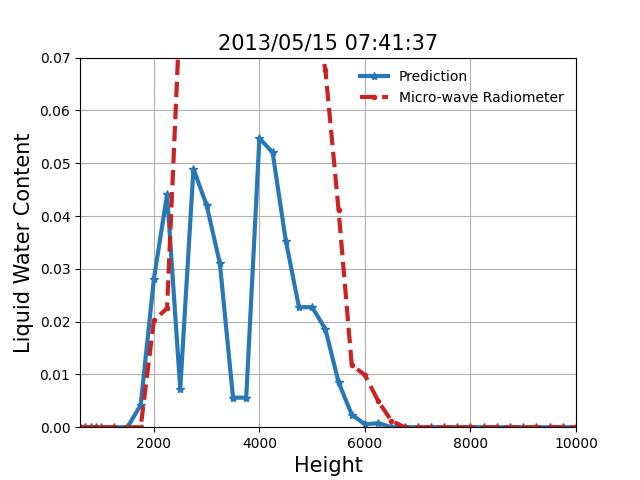 2013/05/15 07:41:37
0.07
0.06
0.05
0.04
0.03
0.02
0.01
0.00
Liquid Water Content
Prediction
Micro-wave Radiometer
2000 4000 6000 8000 10000
Height